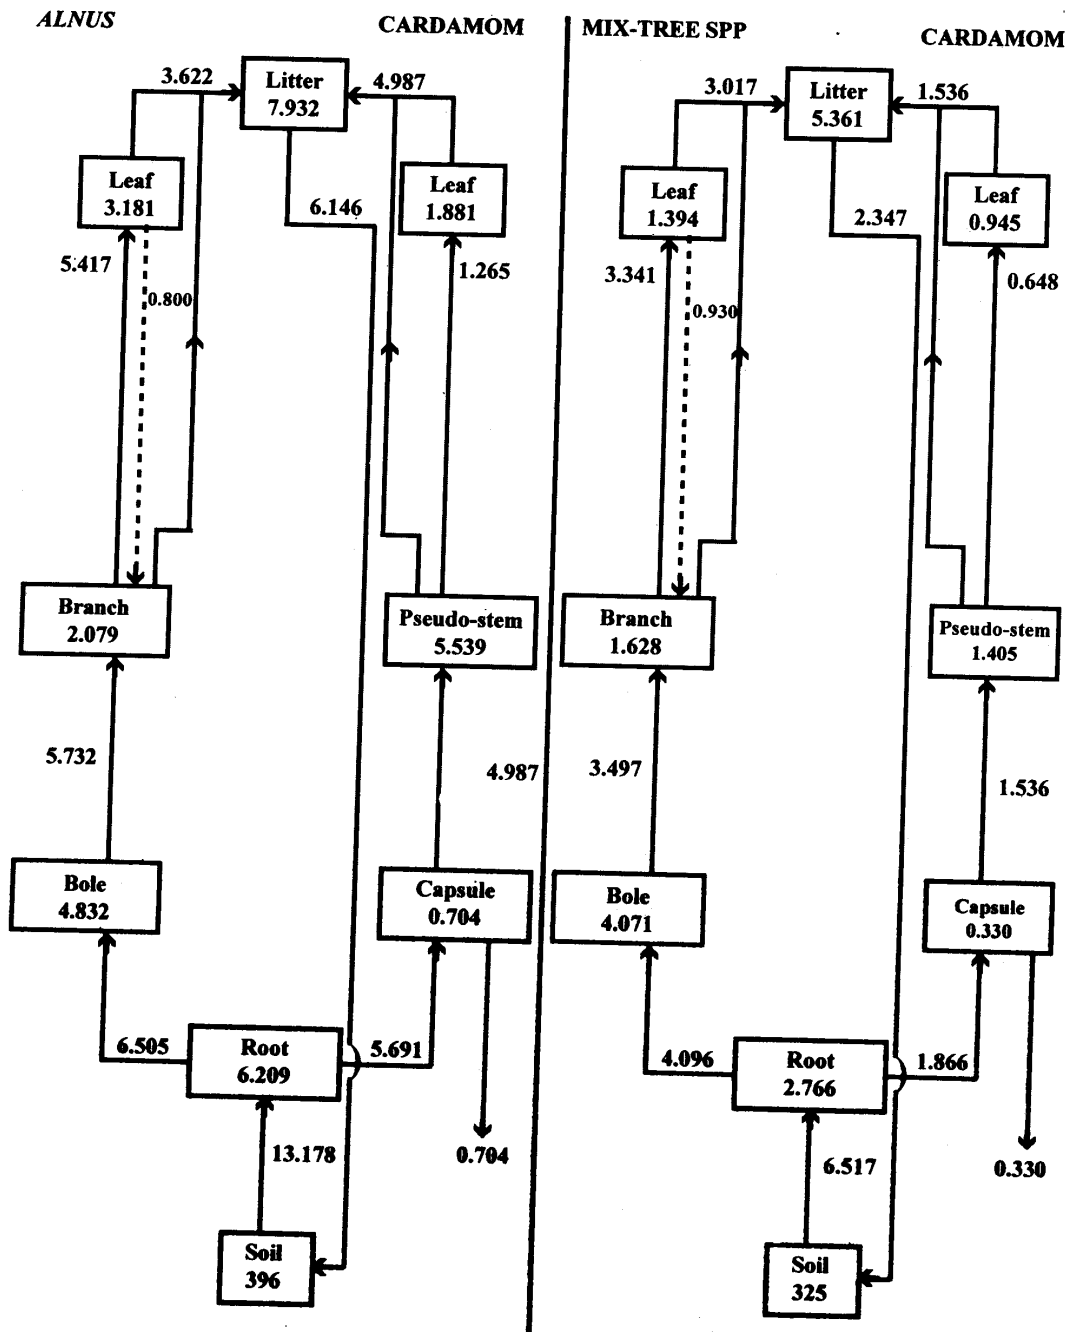 ALNUS
CARDAMOM
3.622
Litter
7.932
4.987
Leaf
3.181
6.146
Leaf
1.881
5.417
0.800
1.265
Branch
2.079
Pseudo-stem
5.539
5.732
4.987
Bole
4.832
Capsule
0.704
6.505
Root
6.209
5.691
13.178
0.704
Soil
396
MIX-TREE SPP
CARDAMOM
3.017
Litter
5.361
1.536
Leaf
1.394
2.347
Leaf
0.945
3.341
0.930
0.648
Branch
1.628
Pseudo-stem
1.405
3.497
1.536
Bole
4.071
Capsule
0.330
4.096
Root
2.766
1.866
6.517
0.330
Soil
325